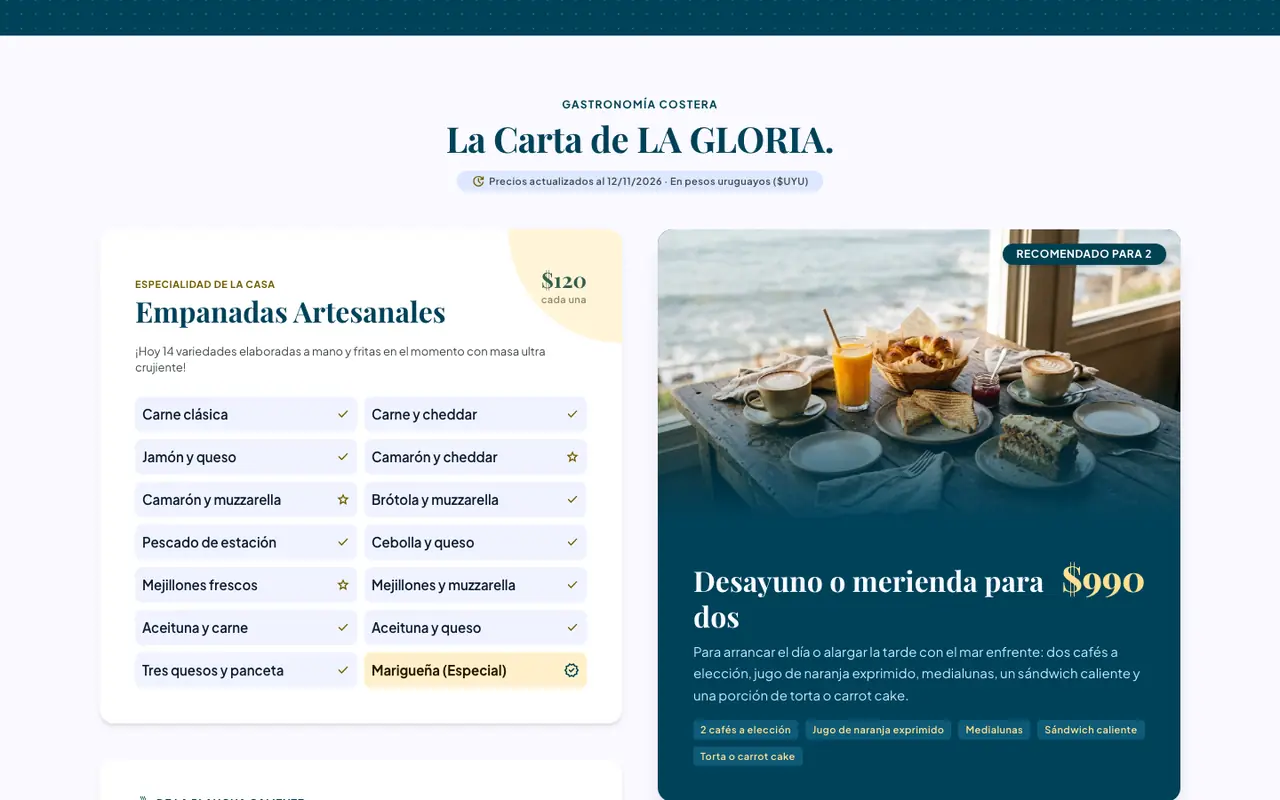 GASTRONOMÍA COSTERA
La Carta de LA GLORIA.
Precios actualizados al 12/11/2026 · En pesos uruguayos ($UYU)
ESPECIALIDAD DE LA CASA
Empanadas Artesanales
$120
cada una
¡Hoy 14 variedades elaboradas a mano y fritas en el momento con masa ultra
crujiente!
Carne clásica
Carne y cheddar
Jamón y queso
Camarón y cheddar
Camarón y muzzarella
Brótola y muzzarella
Pescado de estación
Cebolla y queso
Mejillones frescos
Mejillones y muzzarella
Aceituna y carne
Aceituna y queso
Tres quesos y panceta
Marigueña (Especial)
RECOMENDADO PARA 2
Desayuno o merienda para
dos
$990
Para arrancar el día o alargar la tarde con el mar enfrente: dos cafés a
elección, jugo de naranja exprimido, medialunas, un sándwich caliente y
una porción de torta o carrot cake.
2 cafés a elección
Jugo de naranja exprimido
Medialunas
Sándwich caliente
Torta o carrot cake